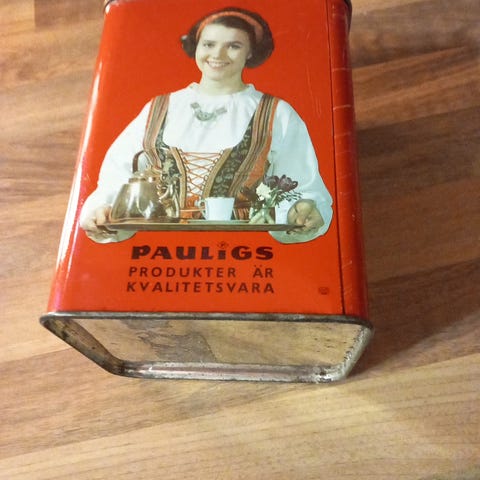 PAULIGS
PRODUKTER ÄR
KVALITETSVARA